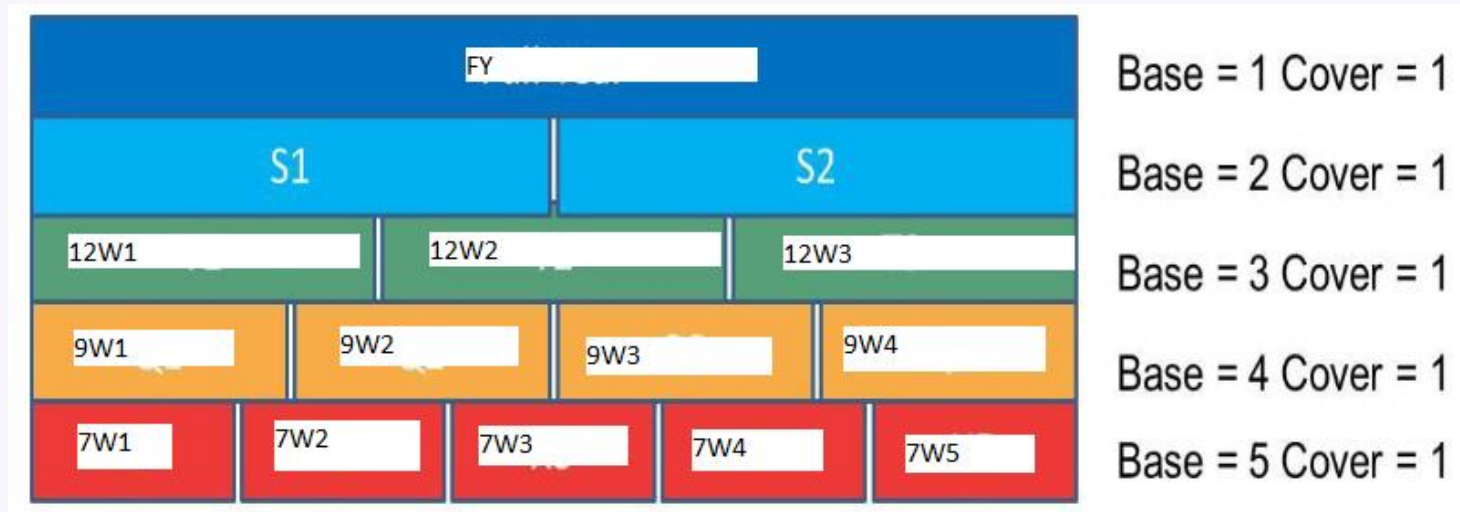 FY
Base = 1 Cover = 1
S1 S2
Base = 2 Cover = 1
12W1 12W2 12W3
Base = 3 Cover = 1
9W1 9W2 9W3 9W4
Base = 4 Cover = 1
7W1 7W2 7W3 7W4 7W5
Base = 5 Cover = 1